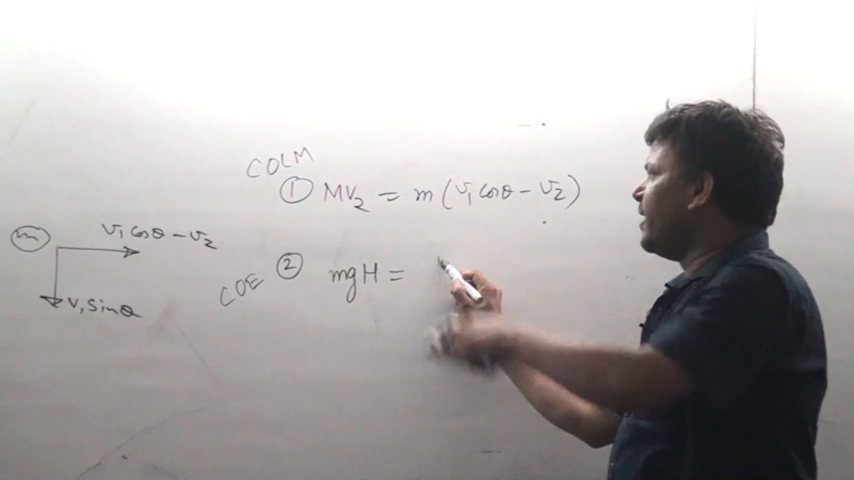 COLM
① MV₂ = m (v₁ cosθ – v₂)
m v₁ cosθ – v₂
v₁ sinθ
COE ② mgH =